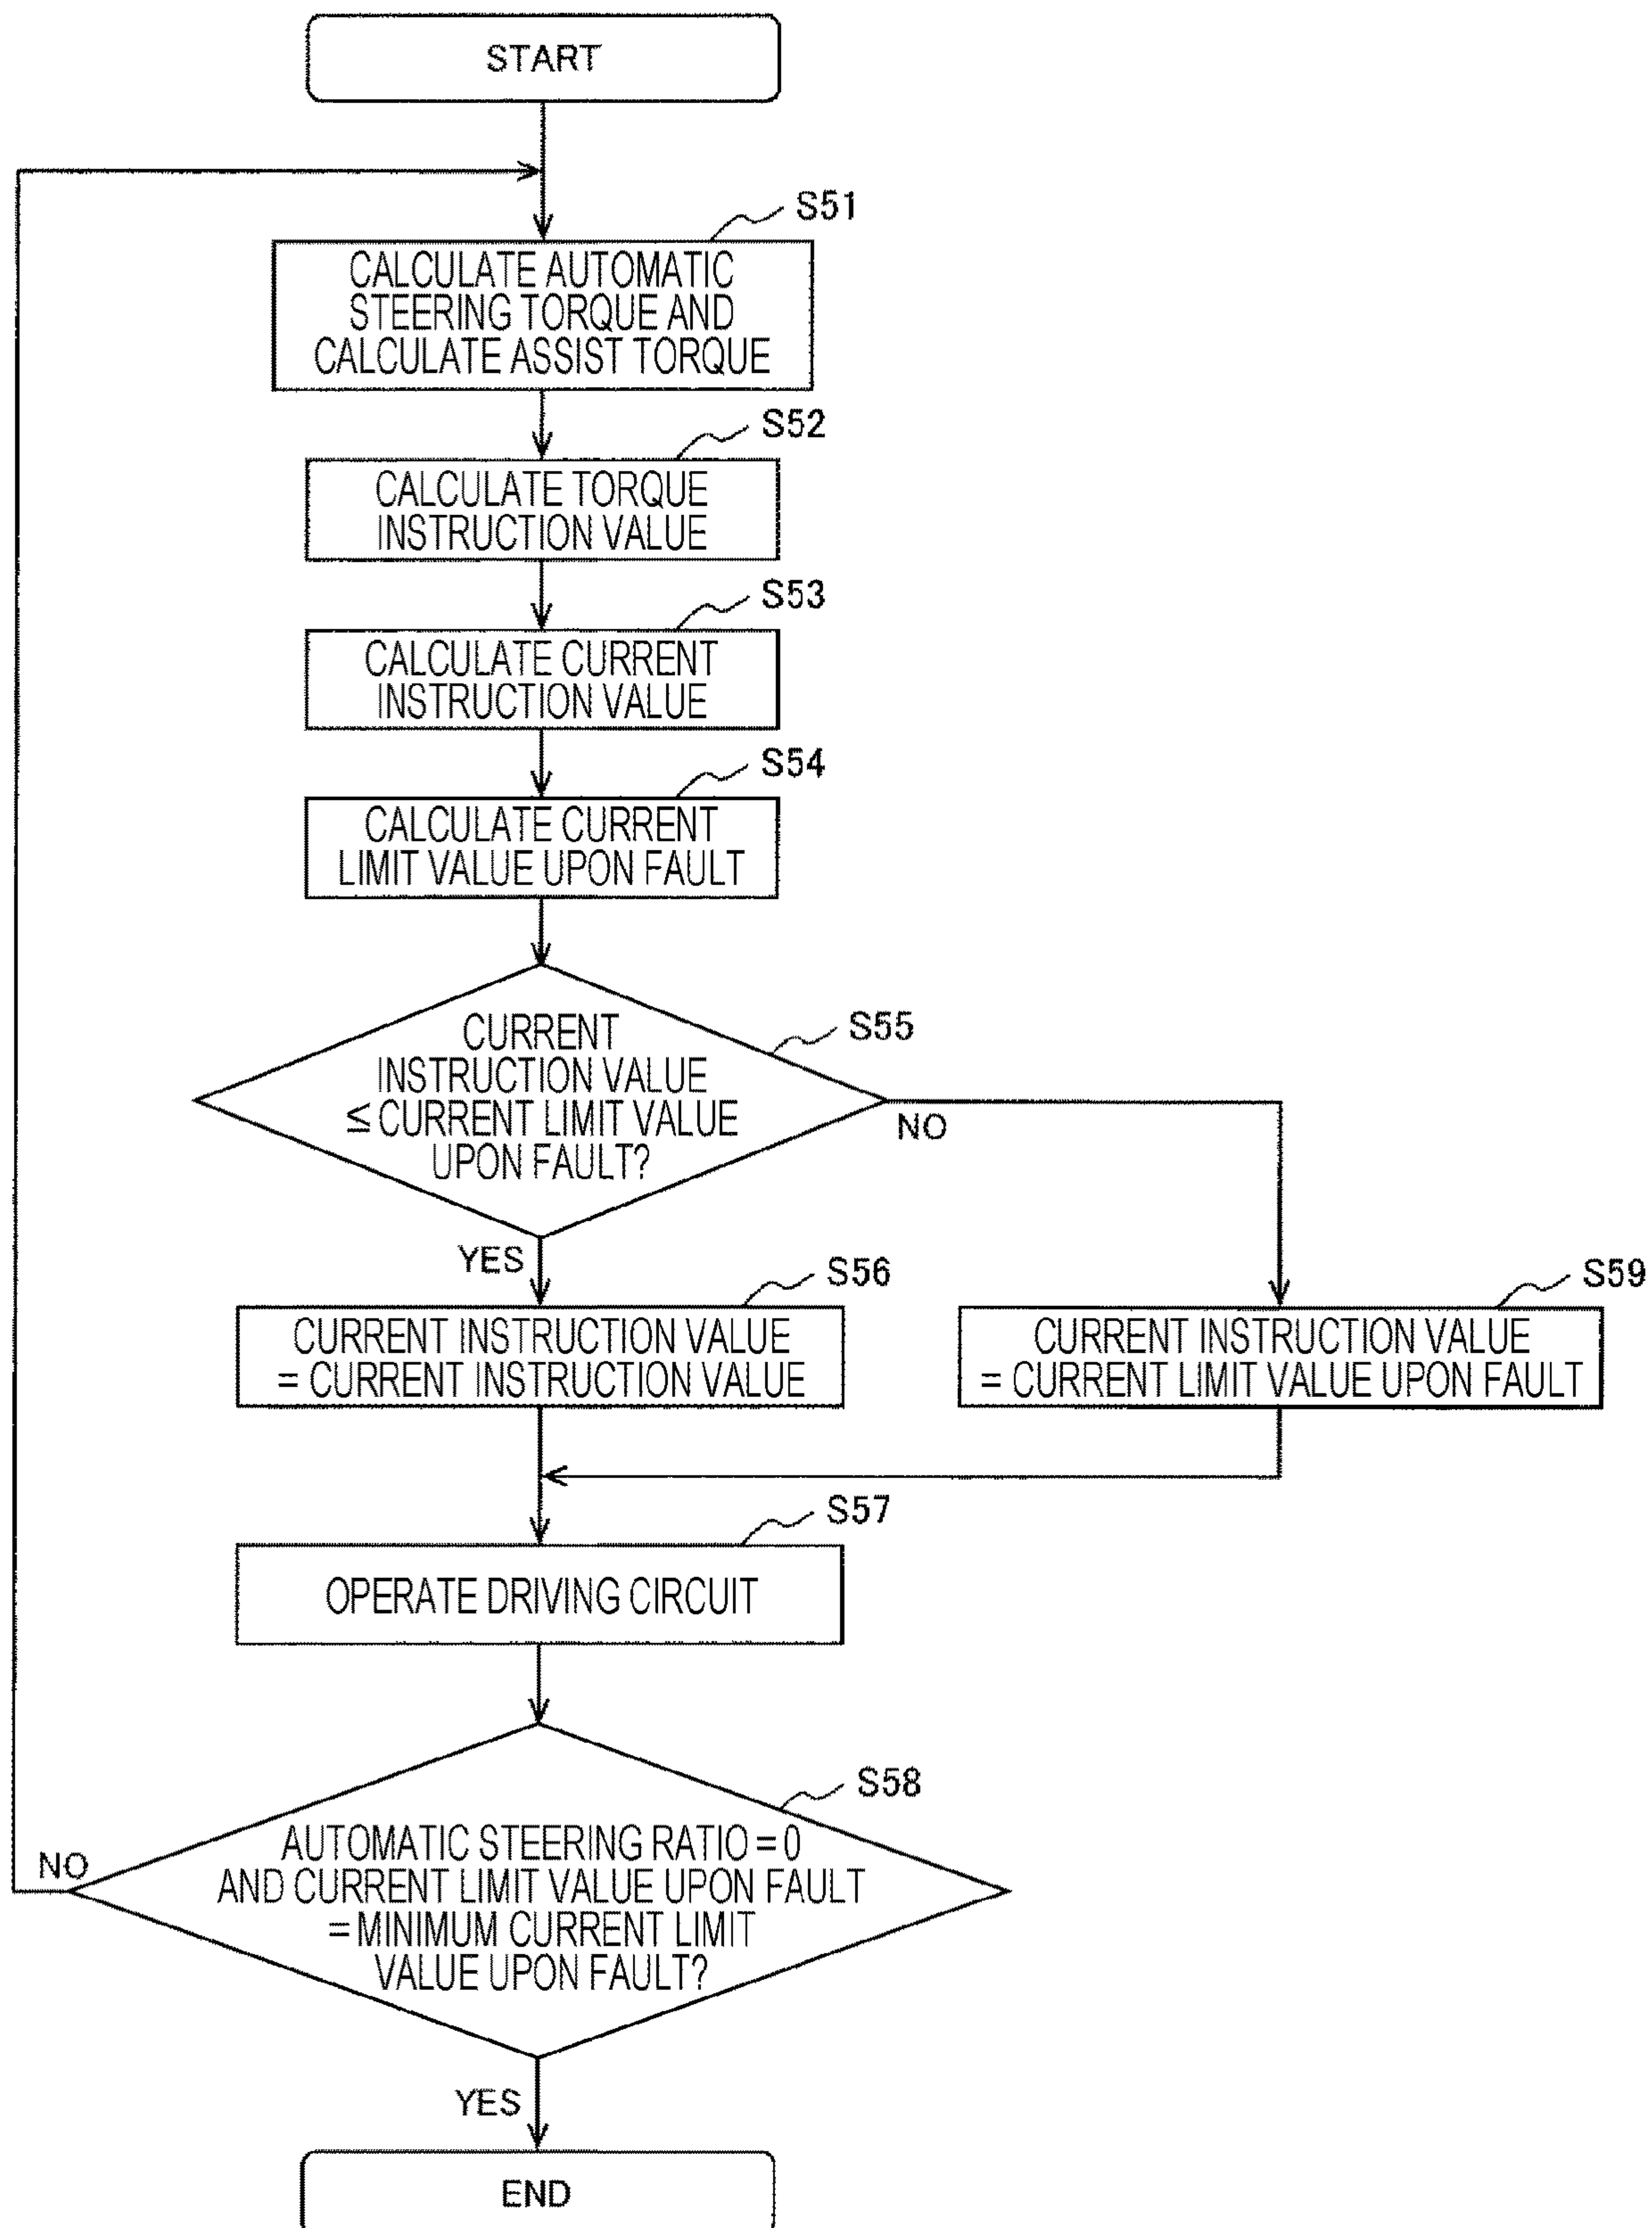 START
S51
CALCULATE AUTOMATIC
STEERING TORQUE AND
CALCULATE ASSIST TORQUE
S52
CALCULATE TORQUE
INSTRUCTION VALUE
S53
CALCULATE CURRENT
INSTRUCTION VALUE
S54
CALCULATE CURRENT
LIMIT VALUE UPON FAULT
S55
CURRENT
INSTRUCTION VALUE
≤ CURRENT LIMIT VALUE
UPON FAULT?
NO
YES
S56
CURRENT INSTRUCTION VALUE
= CURRENT INSTRUCTION VALUE
S59
CURRENT INSTRUCTION VALUE
= CURRENT LIMIT VALUE UPON FAULT
S57
OPERATE DRIVING CIRCUIT
S58
AUTOMATIC STEERING RATIO = 0
AND CURRENT LIMIT VALUE UPON FAULT
= MINIMUM CURRENT LIMIT
VALUE UPON FAULT?
NO
YES
END